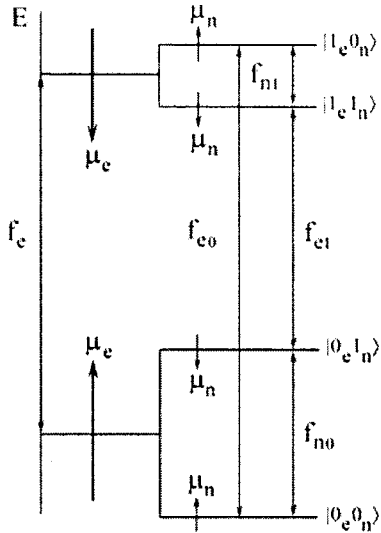 E
μn
|1e0n⟩
fn1
|1e1n⟩
μn
μe
fe
fe0
fe1
μe
|0e1n⟩
μn
fn0
μn
|0e0n⟩